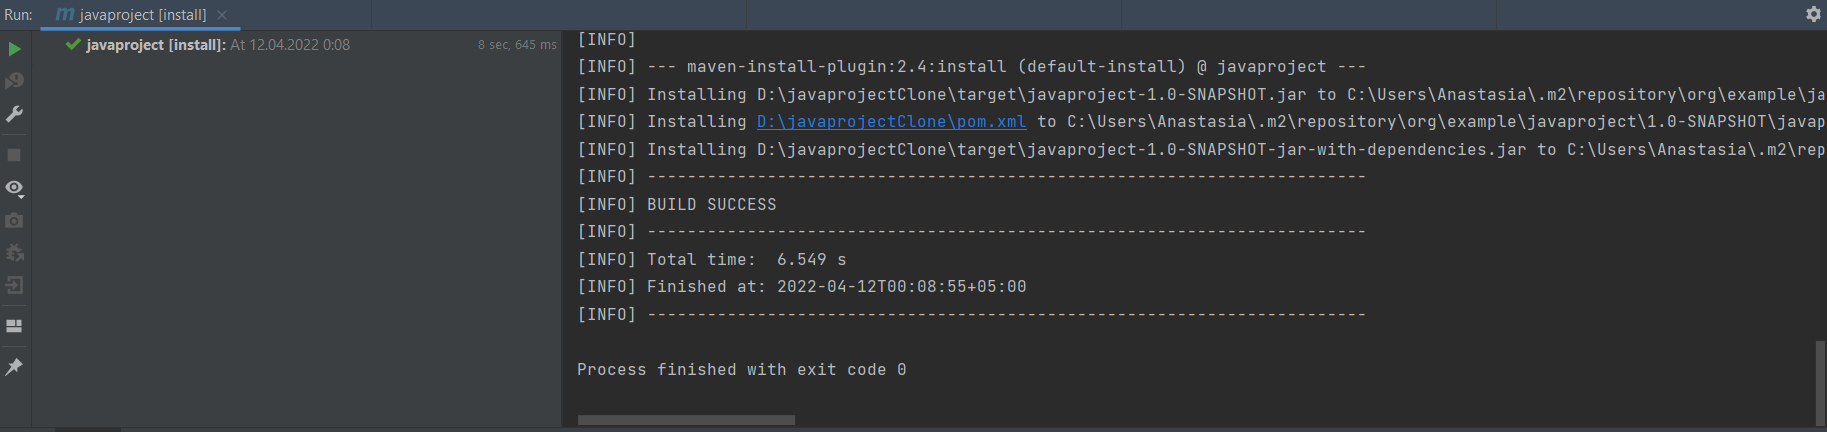 Run: m javaproject [install] ×
javaproject [install]: At 12.04.2022 0:08 8 sec, 645 ms
[INFO]
[INFO] --- maven-install-plugin:2.4:install (default-install) @ javaproject ---
[INFO] Installing D:\javaprojectClone\target\javaproject-1.0-SNAPSHOT.jar to C:\Users\Anastasia\.m2\repository\org\example\ja
[INFO] Installing D:\javaprojectClone\pom.xml to C:\Users\Anastasia\.m2\repository\org\example\javaproject\1.0-SNAPSHOT\javap
[INFO] Installing D:\javaprojectClone\target\javaproject-1.0-SNAPSHOT-jar-with-dependencies.jar to C:\Users\Anastasia\.m2\rep
[INFO] ------------------------------------------------------------------------
[INFO] BUILD SUCCESS
[INFO] ------------------------------------------------------------------------
[INFO] Total time:  6.549 s
[INFO] Finished at: 2022-04-12T00:08:55+05:00
[INFO] ------------------------------------------------------------------------
Process finished with exit code 0